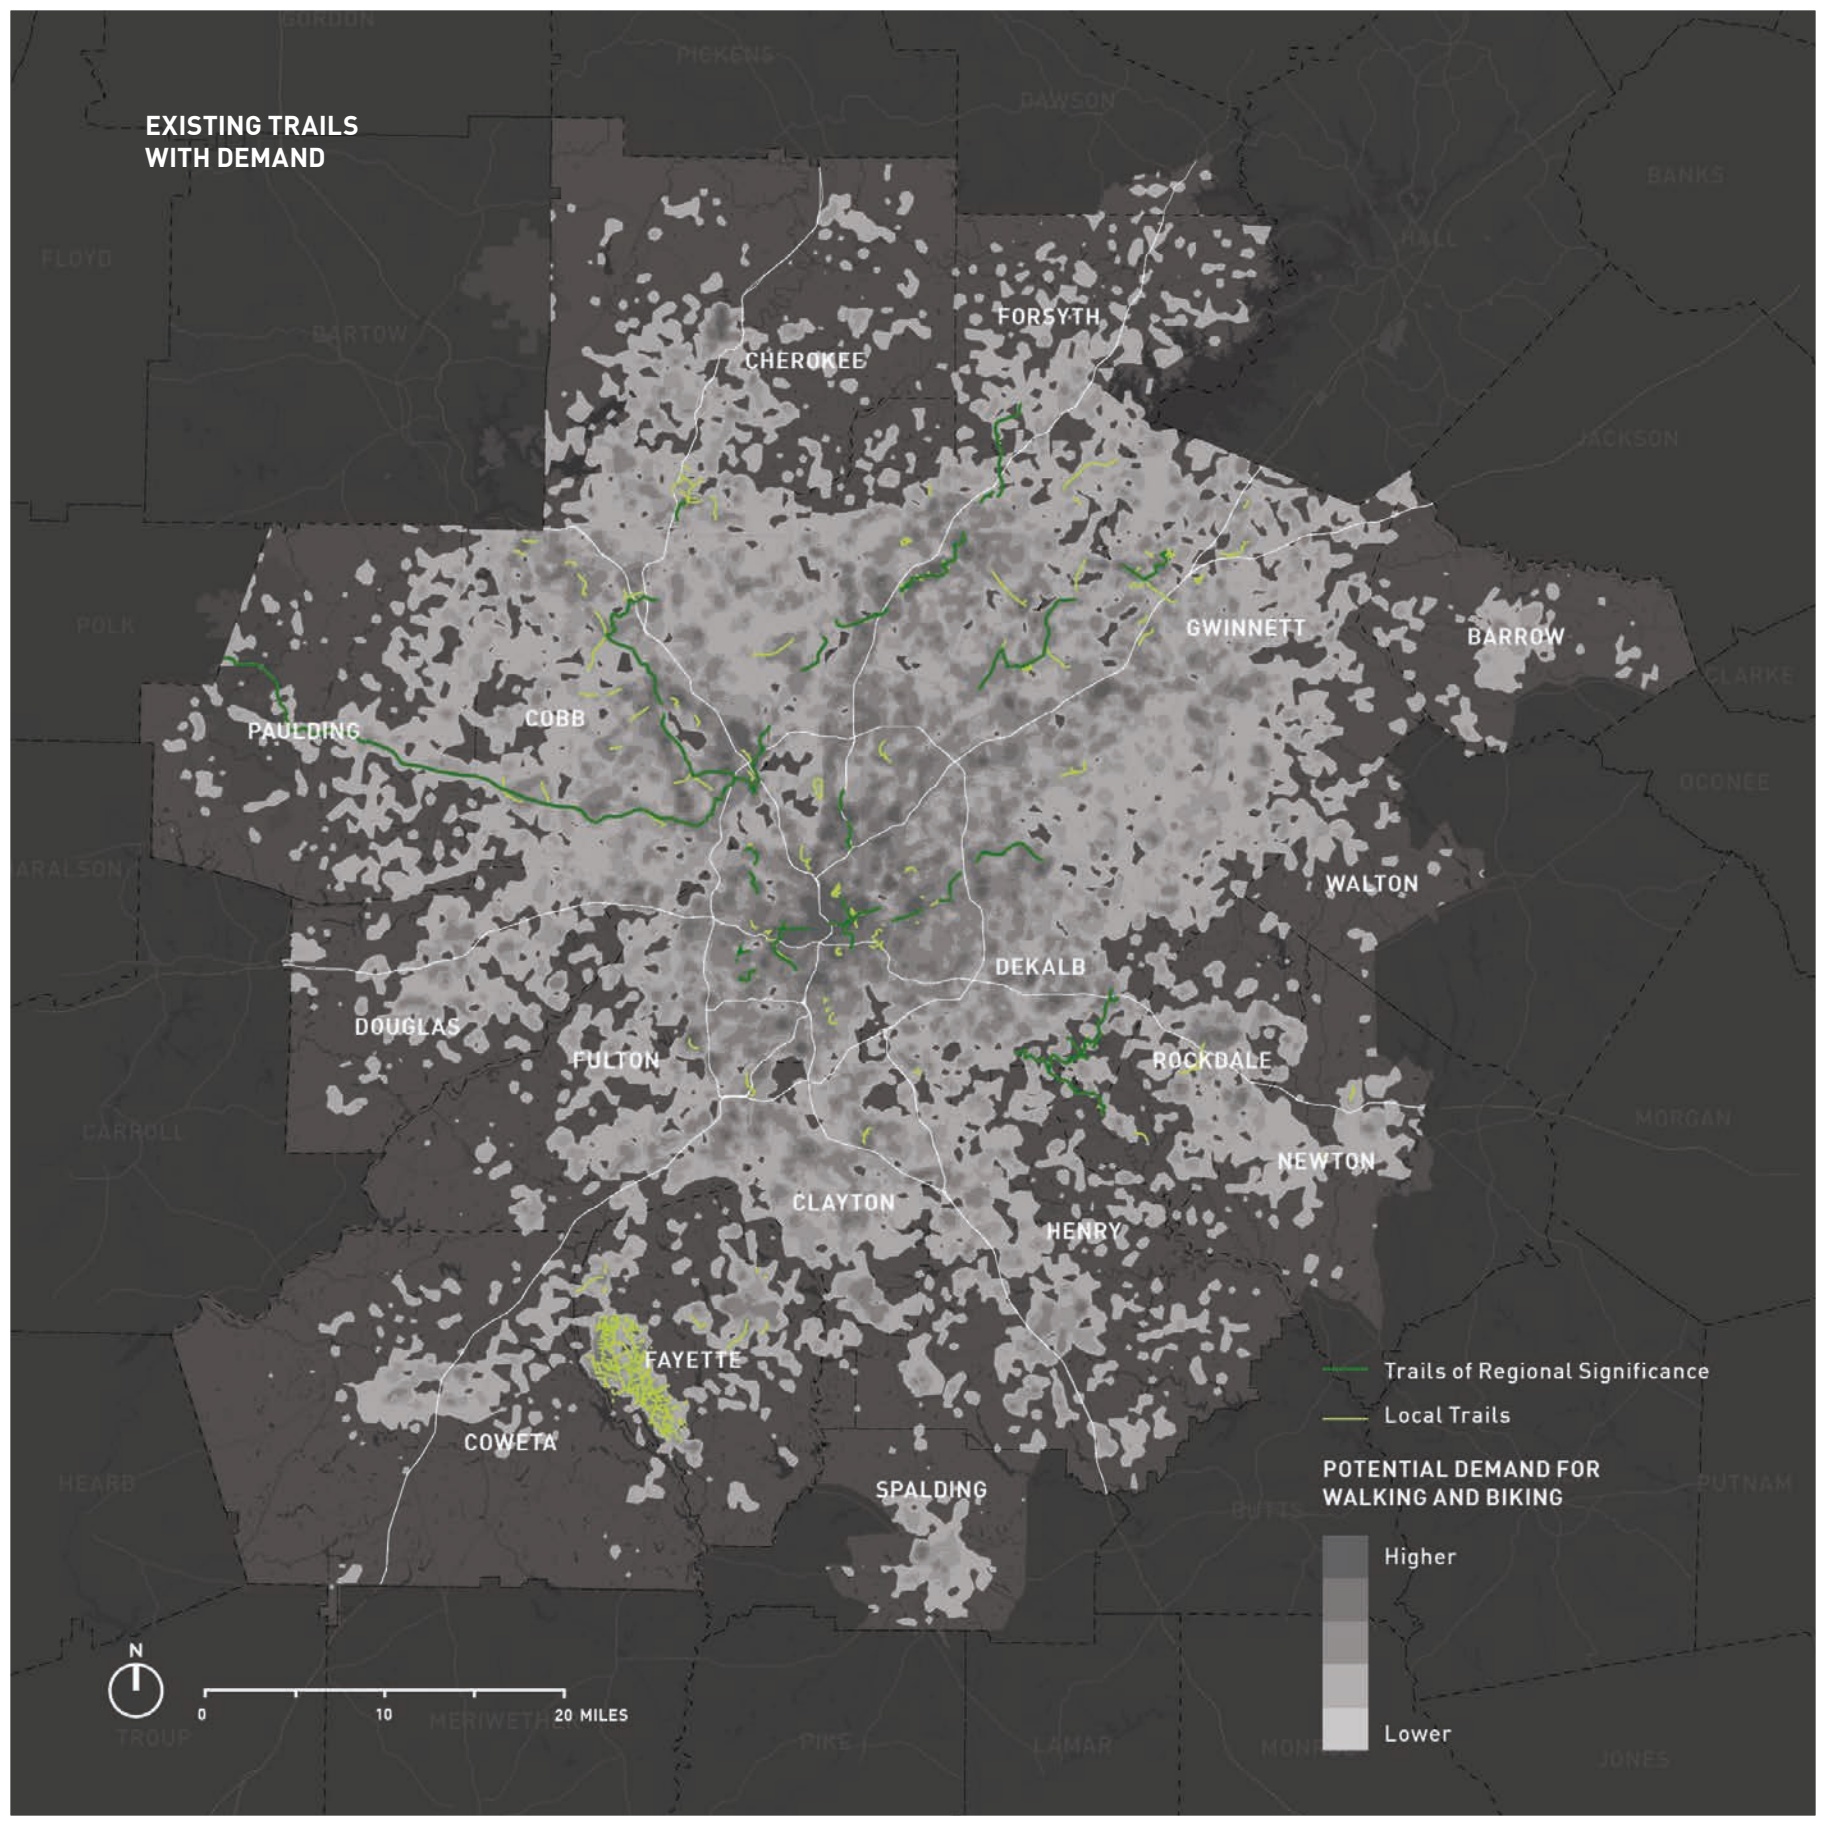 GORDON
PICKENS
DAWSON
EXISTING TRAILS
WITH DEMAND
BANKS
HALL
FLOYD
FORSYTH
BARTOW
CHEROKEE
JACKSON
POLK
GWINNETT
BARROW
CLARKE
COBB
PAULDING
OCONEE
ARALSON
WALTON
DEKALB
DOUGLAS
FULTON
ROCKDALE
MORGAN
CARROLL
NEWTON
CLAYTON
HENRY
FAYETTE
Trails of Regional Significance
Local Trails
COWETA
POTENTIAL DEMAND FOR
WALKING AND BIKING
HEARD
SPALDING
PUTNAM
BUTTS
Higher
N
0 10 20 MILES
MERIWETHER
TROUP
PIKE
LAMAR
Lower
JONES